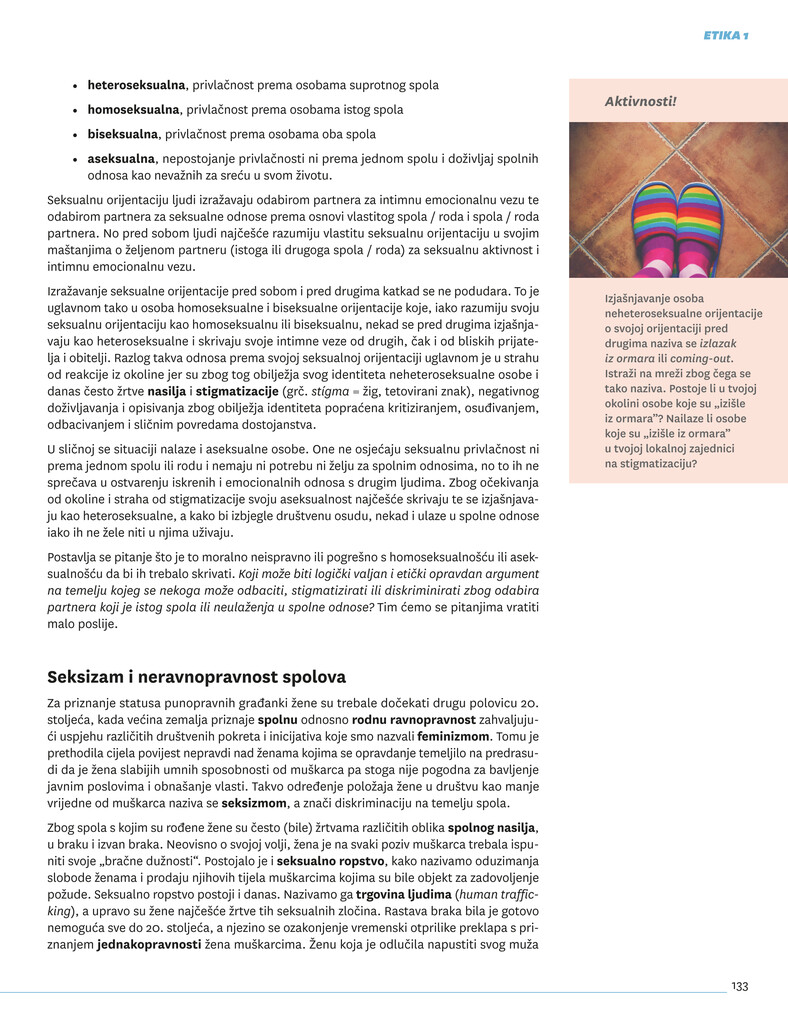 ETIKA 1
• heteroseksualna, privlačnost prema osobama suprotnog spola
• homoseksualna, privlačnost prema osobama istog spola
• biseksualna, privlačnost prema osobama oba spola
• aseksualna, nepostojanje privlačnosti ni prema jednom spolu i doživljaj spolnih
odnosa kao nevažnih za sreću u svom životu.
Seksualnu orijentaciju ljudi izražavaju odabirom partnera za intimnu emocionalnu vezu te
odabirom partnera za seksualne odnose prema osnovi vlastitog spola / roda i spola / roda
partnera. No pred sobom ljudi najčešće razumiju vlastitu seksualnu orijentaciju u svojim
maštanjima o željenom partneru (istoga ili drugoga spola / roda) za seksualnu aktivnost i
intimnu emocionalnu vezu.
Izražavanje seksualne orijentacije pred sobom i pred drugima katkad se ne podudara. To je
uglavnom tako u osoba homoseksualne i biseksualne orijentacije koje, iako razumiju svoju
seksualnu orijentaciju kao homoseksualnu ili biseksualnu, nekad se pred drugima izjašnja-
vaju kao heteroseksualne i skrivaju svoje intimne veze od drugih, čak i od bliskih prijate-
lja i obitelji. Razlog takva odnosa prema svojoj seksualnoj orijentaciji uglavnom je u strahu
od reakcije iz okoline jer su zbog tog obilježja svog identiteta neheteroseksualne osobe i
danas često žrtve nasilja i stigmatizacije (grč. stígma = žig, tetovirani znak), negativnog
doživljavanja i opisivanja zbog obilježja identiteta popraćena kritiziranjem, osuđivanjem,
odbacivanjem i sličnim povredama dostojanstva.
U sličnoj se situaciji nalaze i aseksualne osobe. One ne osjećaju seksualnu privlačnost ni
prema jednom spolu ili rodu i nemaju ni potrebu ni želju za spolnim odnosima, no to ih ne
sprečava u ostvarenju iskrenih i emocionalnih odnosa s drugim ljudima. Zbog očekivanja
od okoline i straha od stigmatizacije svoju aseksualnost najčešće skrivaju te se izjašnjava-
ju kao heteroseksualne, a kako bi izbjegle društvenu osudu, nekad i ulaze u spolne odnose
iako ih ne žele niti u njima uživaju.
Postavlja se pitanje što je to moralno neispravno ili pogrešno s homoseksualnošću ili asek-
sualnošću da bi ih trebalo skrivati. Koji može biti logički valjan i etički opravdan argument
na temelju kojeg se nekoga može odbaciti, stigmatizirati ili diskriminirati zbog odabira
partnera koji je istog spola ili neulaženja u spolne odnose? Tim ćemo se pitanjima vratiti
malo poslije.
Seksizam i neravnopravnost spolova
Za priznanje statusa punopravnih građanki žene su trebale dočekati drugu polovicu 20.
stoljeća, kada većina zemalja priznaje spolnu odnosno rodnu ravnopravnost zahvaljuju-
ći uspjehu različitih društvenih pokreta i inicijativa koje smo nazvali feminizmom. Tomu je
prethodila cijela povijest nepravdi nad ženama kojima se opravdanje temeljilo na predrasu-
di da je žena slabijih umnih sposobnosti od muškarca pa stoga nije pogodna za bavljenje
javnim poslovima i obnašanje vlasti. Takvo određenje položaja žene u društvu kao manje
vrijedne od muškarca naziva se seksizmom, a znači diskriminaciju na temelju spola.
Zbog spola s kojim su rođene žene su često (bile) žrtvama različitih oblika spolnog nasilja,
u braku i izvan braka. Neovisno o svojoj volji, žena je na svaki poziv muškarca trebala ispu-
niti svoje „bračne dužnosti“. Postojalo je i seksualno ropstvo, kako nazivamo oduzimanja
slobode ženama i prodaju njihovih tijela muškarcima kojima su bile objekt za zadovoljenje
požude. Seksualno ropstvo postoji i danas. Nazivamo ga trgovina ljudima (human traffic-
king), a upravo su žene najčešće žrtve tih seksualnih zločina. Rastava braka bila je gotovo
nemoguća sve do 20. stoljeća, a njezino se ozakonjenje vremenski otprilike preklapa s pri-
znanjem jednakopravnosti žena muškarcima. Ženu koja je odlučila napustiti svog muža
Aktivnosti!
Izjašnjavanje osoba
neheteroseksualne orijentacije
o svojoj orijentaciji pred
drugima naziva se izlazak
iz ormara ili coming-out.
Istraži na mreži zbog čega se
tako naziva. Postoje li u tvojoj
okolini osobe koje su „izišle
iz ormara”? Nailaze li osobe
koje su „izišle iz ormara”
u tvojoj lokalnoj zajednici
na stigmatizaciju?
133